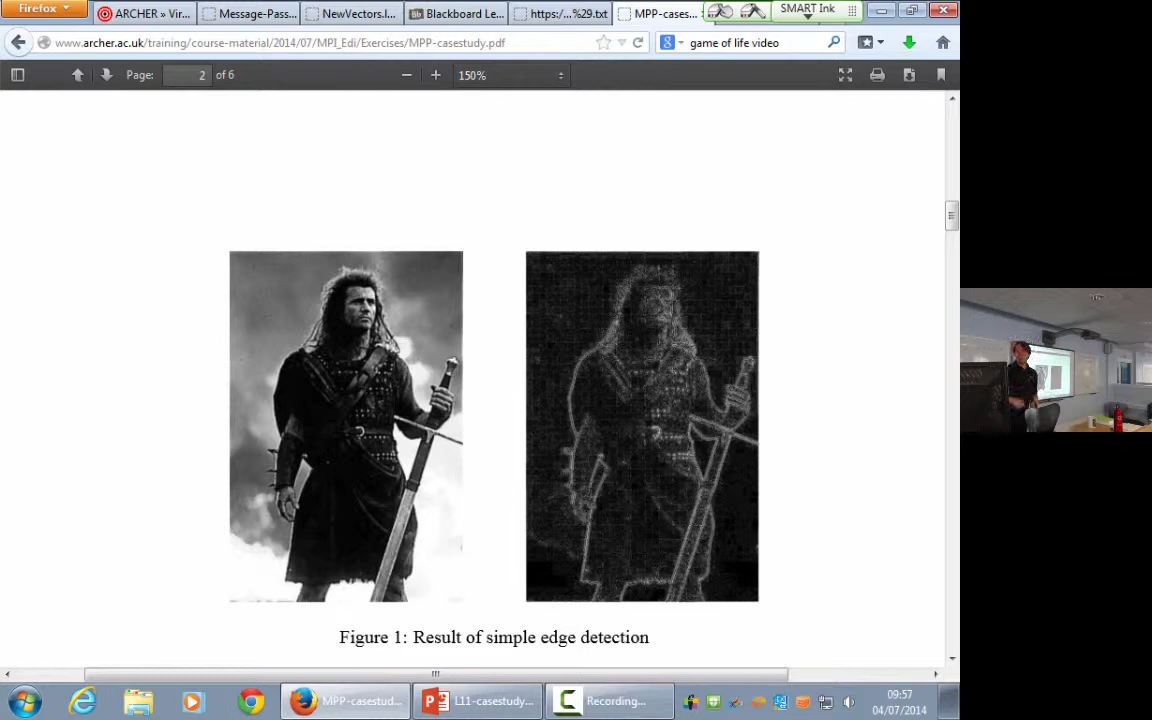 Firefox
ARCHER » Vir...
Message-Pass...
NewVectors.l...
Bb Blackboard Le...
https:/...%29.txt
MPP-cases...
SMART Ink
www.archer.ac.uk/training/course-material/2014/07/MPI_Edi/Exercises/MPP-casestudy.pdf
game of life video
Page: 2 of 6
150%
Figure 1: Result of simple edge detection
MPP-casestud...
L11-casestudy...
Recording...
09:57
04/07/2014